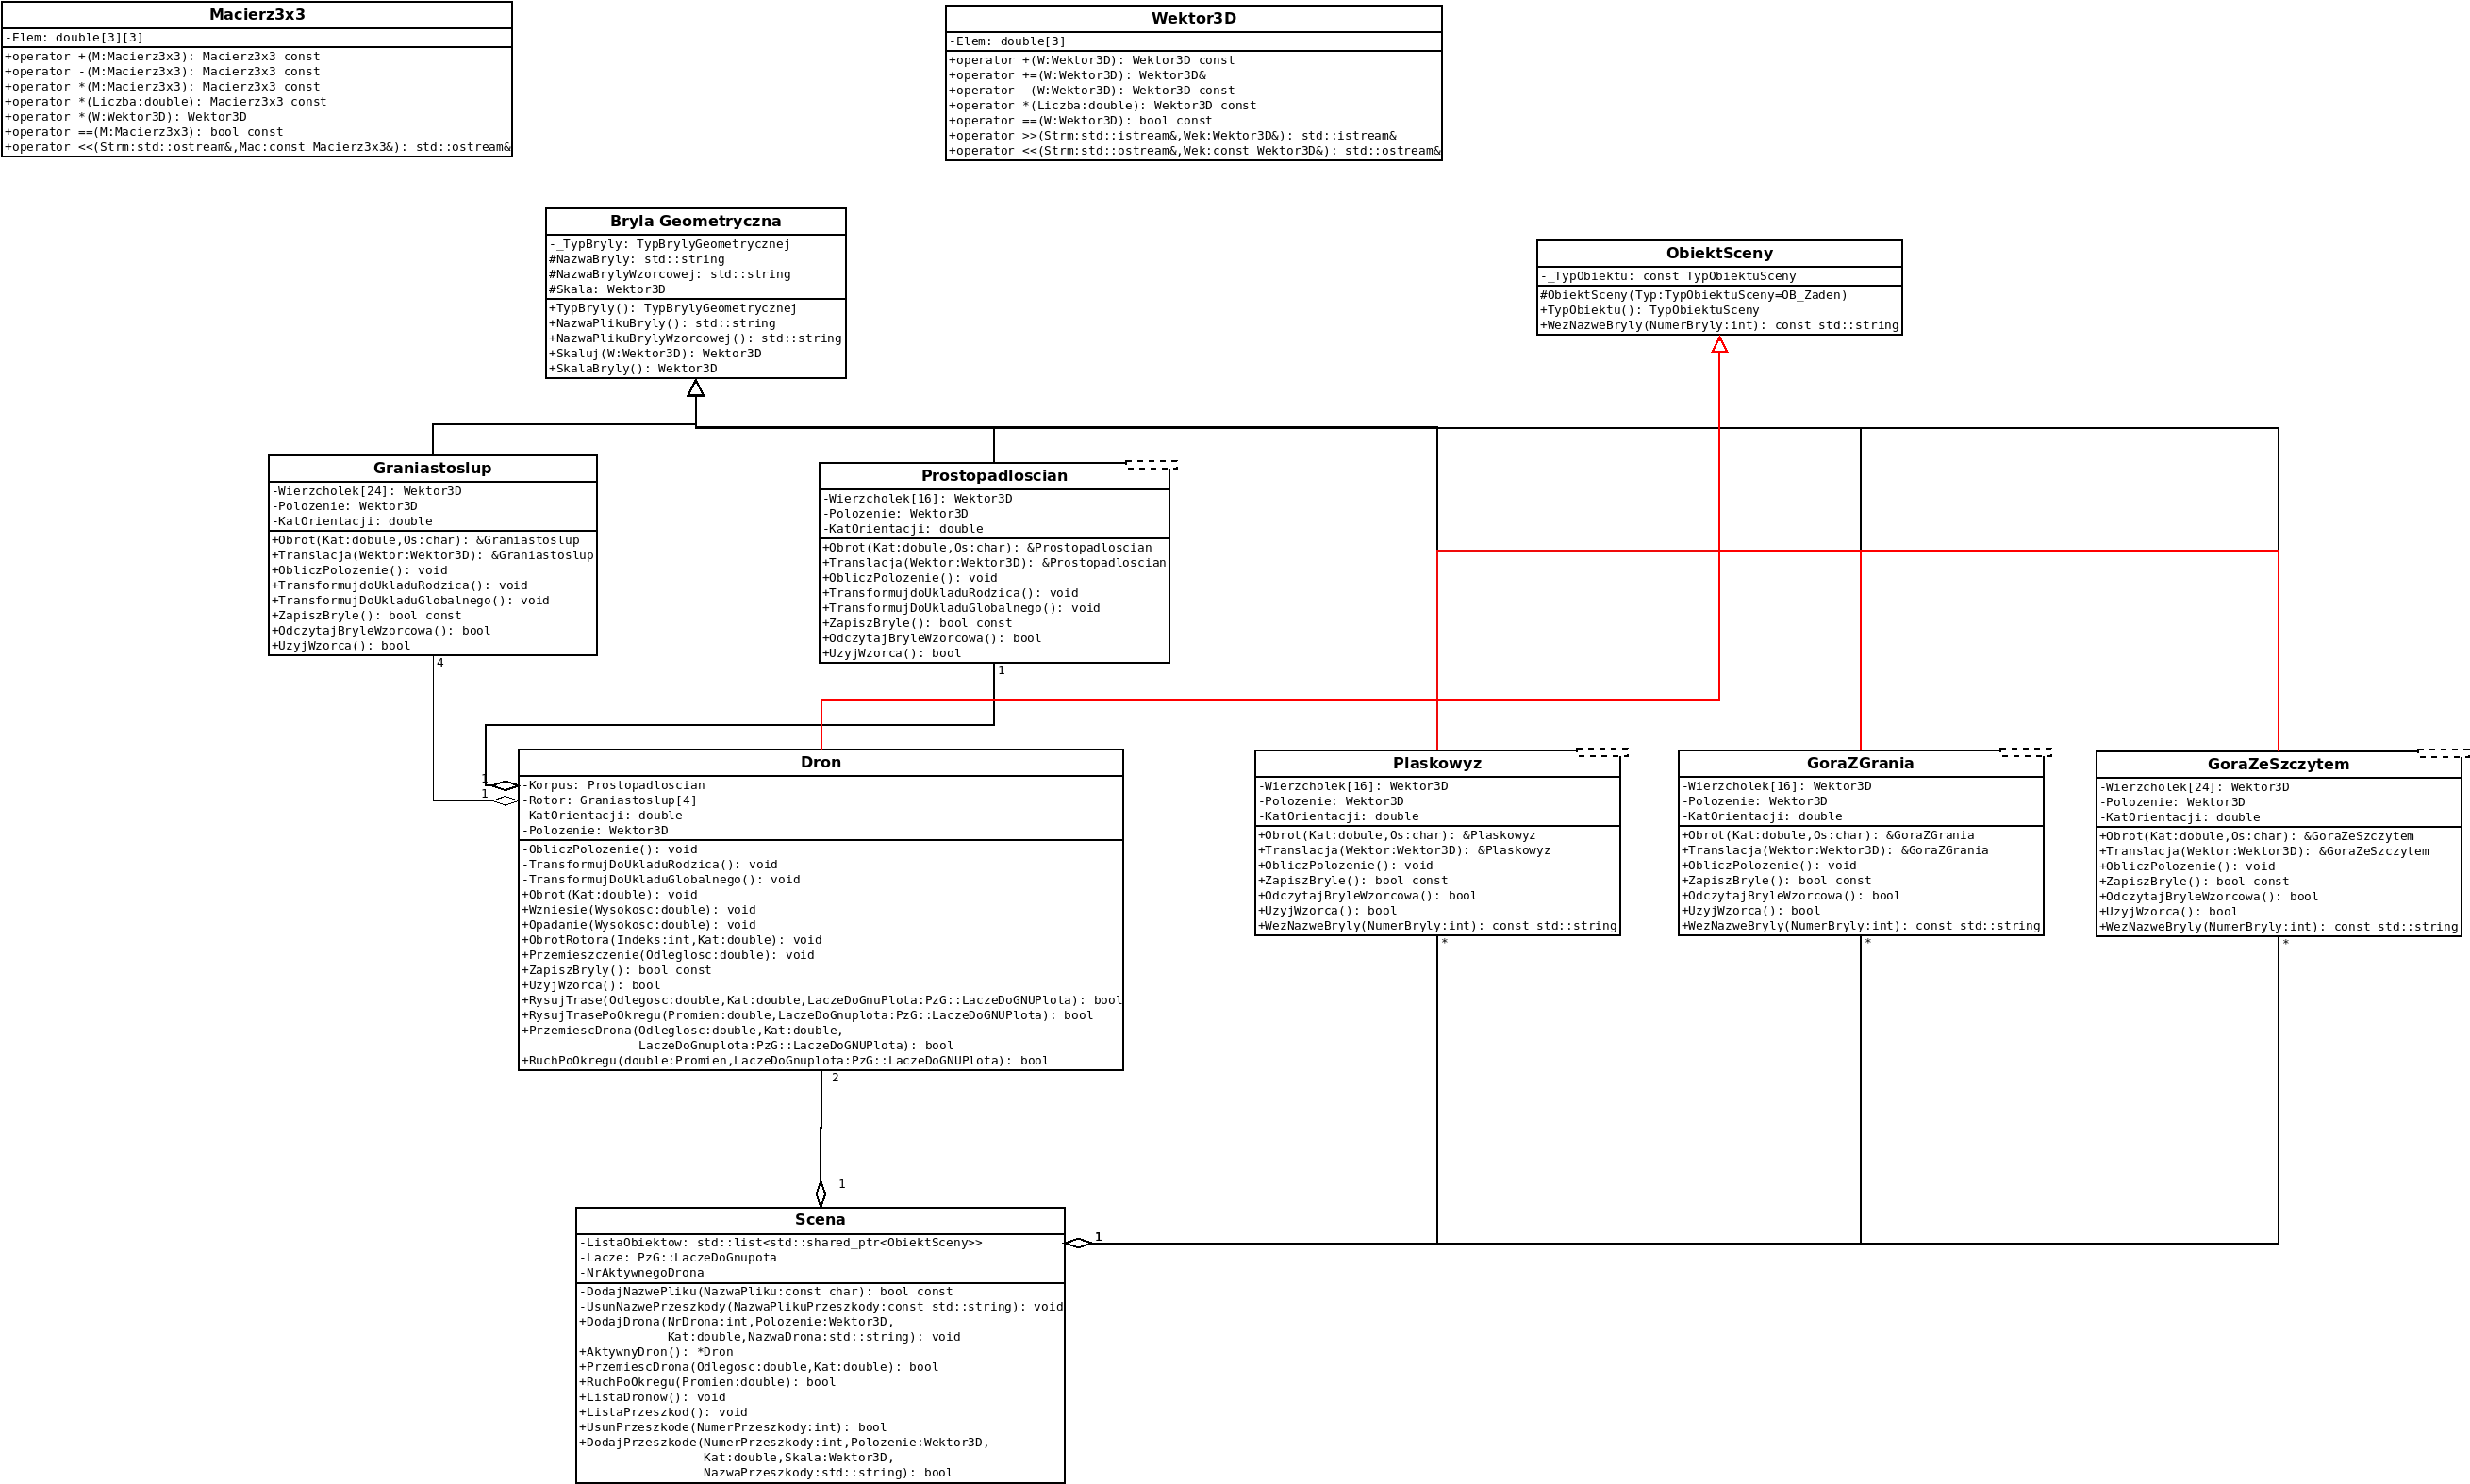 Macierz3x3
-Elem: double[3][3]
+operator +(M:Macierz3x3): Macierz3x3 const
+operator -(M:Macierz3x3): Macierz3x3 const
+operator *(M:Macierz3x3): Macierz3x3 const
+operator *(Liczba:double): Macierz3x3 const
+operator *(W:Wektor3D): Wektor3D
+operator ==(M:Macierz3x3): bool const
+operator <<(Strm:std::ostream&,Mac:const Macierz3x3&): std::ostream&
Wektor3D
-Elem: double[3]
+operator +(W:Wektor3D): Wektor3D const
+operator +=(W:Wektor3D): Wektor3D&
+operator -(W:Wektor3D): Wektor3D const
+operator *(Liczba:double): Wektor3D const
+operator ==(W:Wektor3D): bool const
+operator >>(Strm:std::istream&,Wek:Wektor3D&): std::istream&
+operator <<(Strm:std::ostream&,Wek:const Wektor3D&): std::ostream&
Bryla Geometryczna
-_TypBryly: TypBrylyGeometrycznej
#NazwaBryly: std::string
#NazwaBrylyWzorcowej: std::string
#Skala: Wektor3D
+TypBryly(): TypBrylyGeometrycznej
+NazwaPlikuBryly(): std::string
+NazwaPlikuBrylyWzorcowej(): std::string
+Skaluj(W:Wektor3D): Wektor3D
+SkalaBryly(): Wektor3D
ObiektSceny
-_TypObiektu: const TypObiektuSceny
#ObiektSceny(Typ:TypObiektuSceny=OB_Zaden)
+TypObiektu(): TypObiektuSceny
+WezNazweBryly(NumerBryly:int): const std::string
Graniastoslup
-Wierzcholek[24]: Wektor3D
-Polozenie: Wektor3D
-KatOrientacji: double
+Obrot(Kat:dobule,Os:char): &Graniastoslup
+Translacja(Wektor:Wektor3D): &Graniastoslup
+ObliczPolozenie(): void
+TransformujdoUkladuRodzica(): void
+TransformujDoUkladuGlobalnego(): void
+ZapiszBryle(): bool const
+OdczytajBryleWzorcowa(): bool
+UzyjWzorca(): bool
4
Prostopadloscian
-Wierzcholek[16]: Wektor3D
-Polozenie: Wektor3D
-KatOrientacji: double
+Obrot(Kat:dobule,Os:char): &Prostopadloscian
+Translacja(Wektor:Wektor3D): &Prostopadloscian
+ObliczPolozenie(): void
+TransformujdoUkladuRodzica(): void
+TransformujDoUkladuGlobalnego(): void
+ZapiszBryle(): bool const
+OdczytajBryleWzorcowa(): bool
+UzyjWzorca(): bool
1
1
1
Dron
-Korpus: Prostopadloscian
-Rotor: Graniastoslup[4]
-KatOrientacji: double
-Polozenie: Wektor3D
-ObliczPolozenie(): void
-TransformujDoUkladuRodzica(): void
-TransformujDoUkladuGlobalnego(): void
+Obrot(Kat:double): void
+Wzniesie(Wysokosc:double): void
+Opadanie(Wysokosc:double): void
+ObrotRotora(Indeks:int,Kat:double): void
+Przemieszczenie(Odleglosc:double): void
+ZapiszBryly(): bool const
+UzyjWzorca(): bool
+RysujTrase(Odlegosc:double,Kat:double,LaczeDoGnuPlota:PzG::LaczeDoGNUPlota): bool
+RysujTrasePoOkregu(Promien:double,LaczeDoGnuplota:PzG::LaczeDoGNUPlota): bool
+PrzemiescDrona(Odleglosc:double,Kat:double,
LaczeDoGnuplota:PzG::LaczeDoGNUPlota): bool
+RuchPoOkregu(double:Promien,LaczeDoGnuplota:PzG::LaczeDoGNUPlota): bool
2
Plaskowyz
-Wierzcholek[16]: Wektor3D
-Polozenie: Wektor3D
-KatOrientacji: double
+Obrot(Kat:dobule,Os:char): &Plaskowyz
+Translacja(Wektor:Wektor3D): &Plaskowyz
+ObliczPolozenie(): void
+ZapiszBryle(): bool const
+OdczytajBryleWzorcowa(): bool
+UzyjWzorca(): bool
+WezNazweBryly(NumerBryly:int): const std::string
*
GoraZGrania
-Wierzcholek[16]: Wektor3D
-Polozenie: Wektor3D
-KatOrientacji: double
+Obrot(Kat:dobule,Os:char): &GoraZGrania
+Translacja(Wektor:Wektor3D): &GoraZGrania
+ObliczPolozenie(): void
+ZapiszBryle(): bool const
+OdczytajBryleWzorcowa(): bool
+UzyjWzorca(): bool
+WezNazweBryly(NumerBryly:int): const std::string
*
GoraZeSzczytem
-Wierzcholek[24]: Wektor3D
-Polozenie: Wektor3D
-KatOrientacji: double
+Obrot(Kat:dobule,Os:char): &GoraZeSzczytem
+Translacja(Wektor:Wektor3D): &GoraZeSzczytem
+ObliczPolozenie(): void
+ZapiszBryle(): bool const
+OdczytajBryleWzorcowa(): bool
+UzyjWzorca(): bool
+WezNazweBryly(NumerBryly:int): const std::string
*
1
Scena
-ListaObiektow: std::list<std::shared_ptr<ObiektSceny>>
-Lacze: PzG::LaczeDoGnupota
-NrAktywnegoDrona
-DodajNazwePliku(NazwaPliku:const char): bool const
-UsunNazwePrzeszkody(NazwaPlikuPrzeszkody:const std::string): void
+DodajDrona(NrDrona:int,Polozenie:Wektor3D,
Kat:double,NazwaDrona:std::string): void
+AktywnyDron(): *Dron
+PrzemiescDrona(Odlegosc:double,Kat:double): bool
+RuchPoOkregu(Promien:double): bool
+ListaDronow(): void
+ListaPrzeszkod(): void
+UsunPrzeszkode(NumerPrzeszkody:int): bool
+DodajPrzeszkode(NumerPrzeszkody:int,Polozenie:Wektor3D,
Kat:double,Skala:Wektor3D,
NazwaPrzeszkody:std::string): bool
1